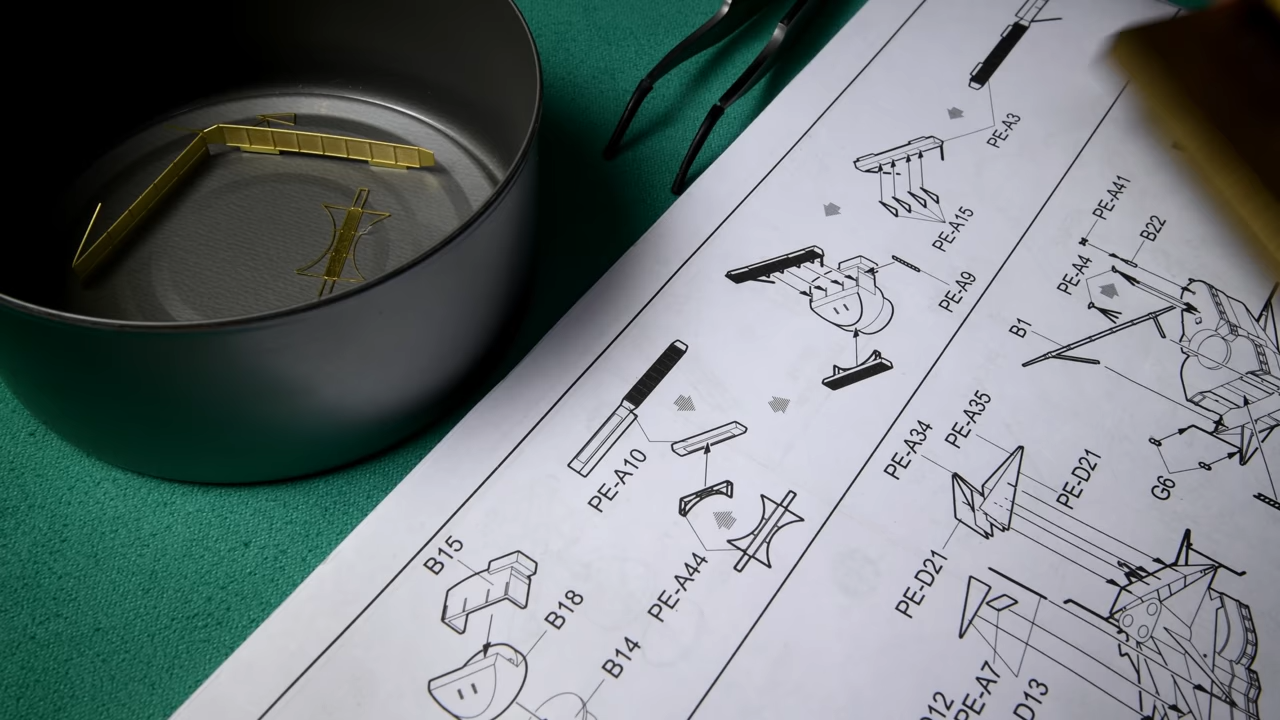 PE-A3
PE-A15
PE-A9
PE-A41
B22
PE-A4
B1
PE-A10
PE-A35
PE-A34
PE-D21
G6
PE-D21
B15
B18
PE-A44
B14
PE-A7
D13